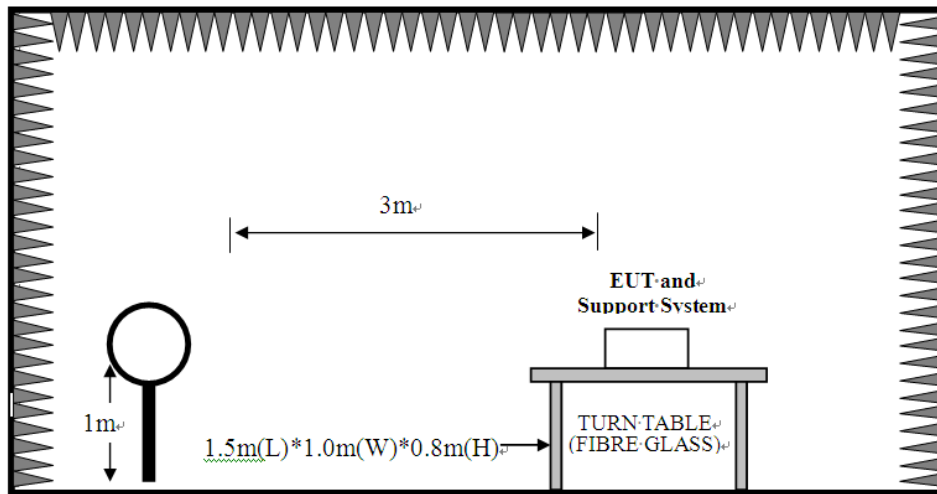 3m
EUT and
Support System
1m
TURN TABLE
(FIBRE GLASS)
1.5m(L)*1.0m(W)*0.8m(H)